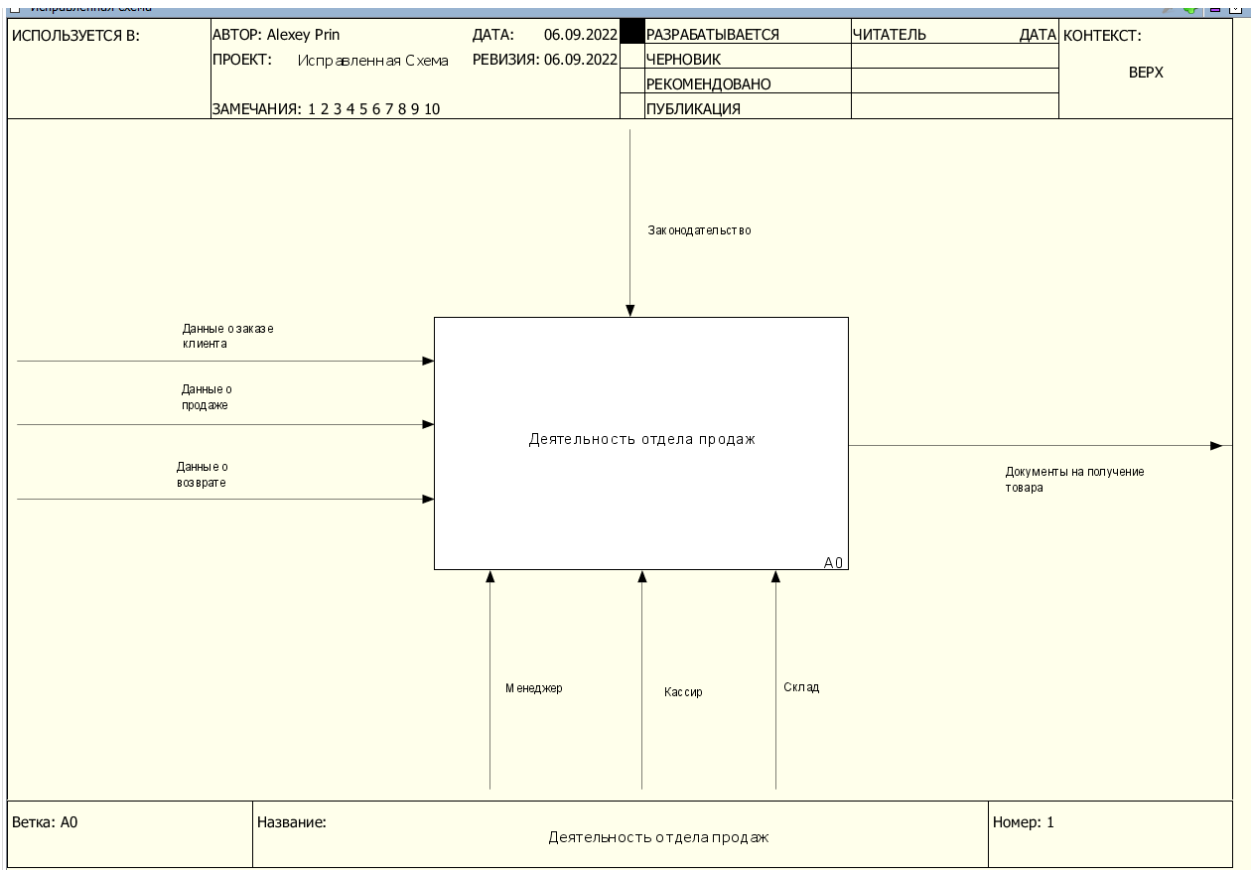 Исправленная Схема
ИСПОЛЬЗУЕТСЯ В:
АВТОР: Alexey Prin
ДАТА: 06.09.2022
РАЗРАБАТЫВАЕТСЯ
ЧИТАТЕЛЬ
ДАТА
КОНТЕКСТ:
ПРОЕКТ: Исправленная Схема
РЕВИЗИЯ: 06.09.2022
ЧЕРНОВИК
ВЕРХ
РЕКОМЕНДОВАНО
ЗАМЕЧАНИЯ: 1 2 3 4 5 6 7 8 9 10
ПУБЛИКАЦИЯ
Законодательство
Данные о заказе
клиента
Данные о
продаже
Данные о
возврате
Деятельность отдела продаж
A0
Документы на получение
товара
Менеджер
Кассир
Склад
Ветка: A0
Название:
Деятельность отдела продаж
Номер: 1